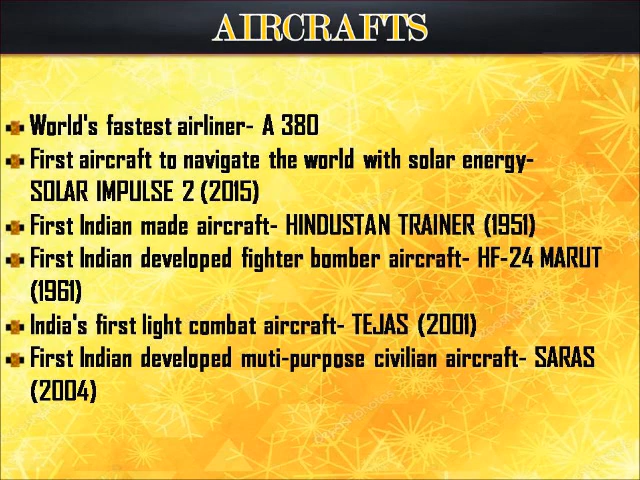 AIRCRAFTS
World's fastest airliner- A 380
First aircraft to navigate the world with solar energy-
SOLAR IMPULSE 2 (2015)
First Indian made aircraft- HINDUSTAN TRAINER (1951)
First Indian developed fighter bomber aircraft- HF-24 MARUT
(1961)
India's first light combat aircraft- TEJAS (2001)
First Indian developed muti-purpose civilian aircraft- SARAS
(2004)